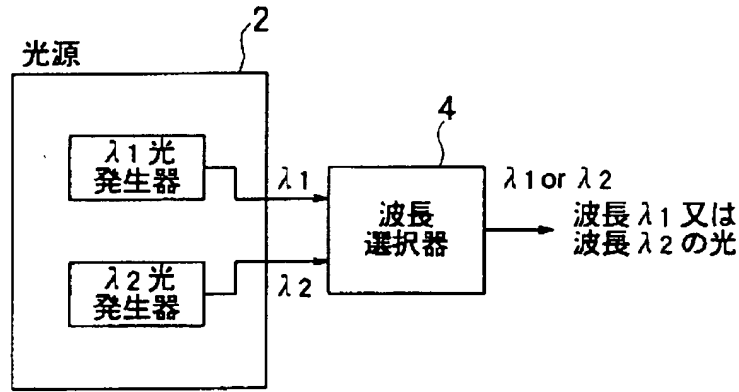 2
光源
λ1光
発生器
λ1
4
波長
選択器
λ1 or λ2
波長λ1又は
波長λ2の光
λ2光
発生器
λ2